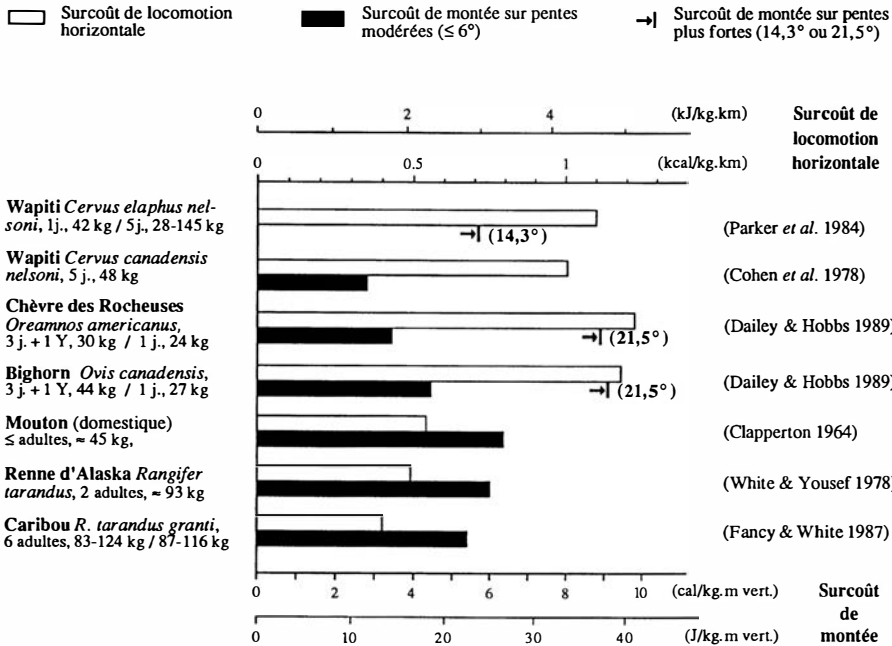 Surcoût de locomotion
horizontale
Surcoût de montée sur pentes
modérées (≤ 6°)
Surcoût de montée sur pentes
plus fortes (14,3° ou 21,5°)
0 2 4 (kJ/kg.km)
Surcoût de
locomotion
horizontale
0 0.5 1 (kcal/kg.km)
Wapiti Cervus elaphus nel-
soni, 1j., 42 kg / 5j., 28-145 kg
(14,3°)
(Parker et al. 1984)
Wapiti Cervus canadensis
nelsoni, 5 j., 48 kg
(Cohen et al. 1978)
Chèvre des Rocheuses
Oreamnos americanus,
3 j. + 1 Y, 30 kg / 1 j., 24 kg
(21,5°)
(Dailey & Hobbs 1989)
Bighorn Ovis canadensis,
3 j. + 1 Y, 44 kg / 1 j., 27 kg
(21,5°)
(Dailey & Hobbs 1989)
Mouton (domestique)
≤ adultes, ≈ 45 kg,
(Clapperton 1964)
Renne d'Alaska Rangifer
tarandus, 2 adultes, ≈ 93 kg
(White & Yousef 1978)
Caribou R. tarandus granti,
6 adultes, 83-124 kg / 87-116 kg
(Fancy & White 1987)
0 2 4 6 8 10 (cal/kg.m vert.)
Surcoût
de
montée
0 10 20 30 40 (J/kg.m vert.)